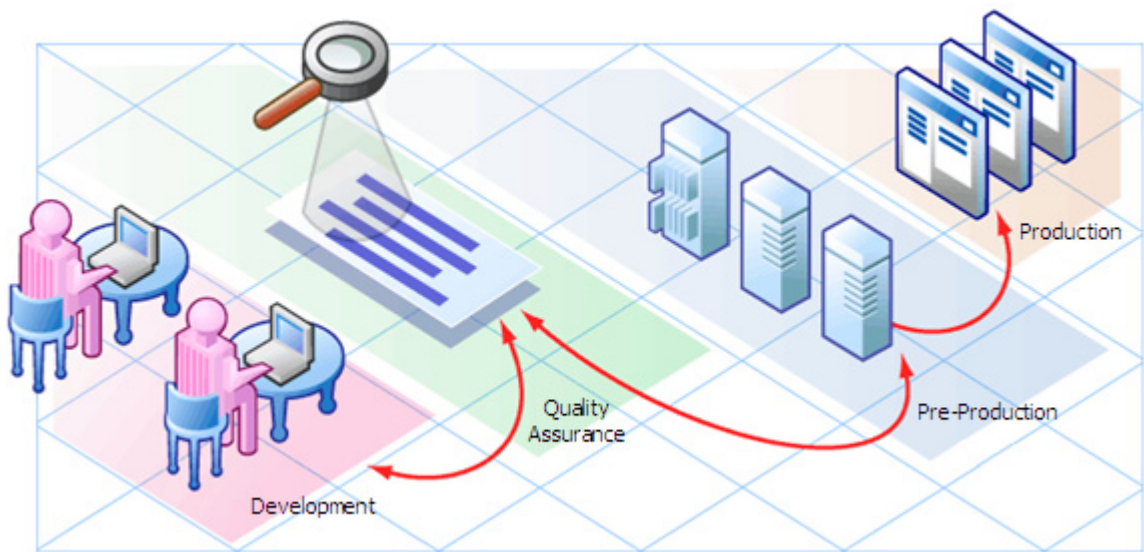 Production
Pre-Production
Quality
Assurance
Development